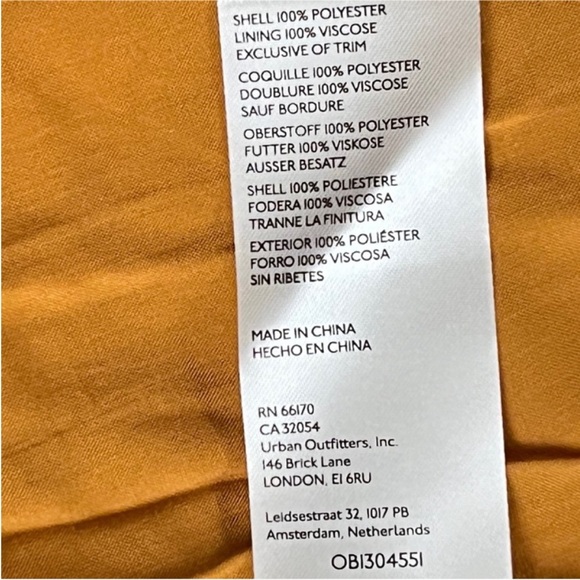 SHELL 100% POLYESTER
LINING 100% VISCOSE
EXCLUSIVE OF TRIM
COQUILLE 100% POLYESTER
DOUBLURE 100% VISCOSE
SAUF BORDURE
OBERSTOFF 100% POLYESTER
FUTTER 100% VISKOSE
AUSSER BESATZ
SHELL 100% POLIESTERE
FODERA 100% VISCOSA
TRANNE LA FINITURA
EXTERIOR 100% POLIÉSTER
FORRO 100% VISCOSA
SIN RIBETES
MADE IN CHINA
HECHO EN CHINA
RN 66170
CA 32054
Urban Outfitters, Inc.
146 Brick Lane
LONDON, E1 6RU
Leidsestraat 32, 1017 PB
Amsterdam, Netherlands
OB1304551